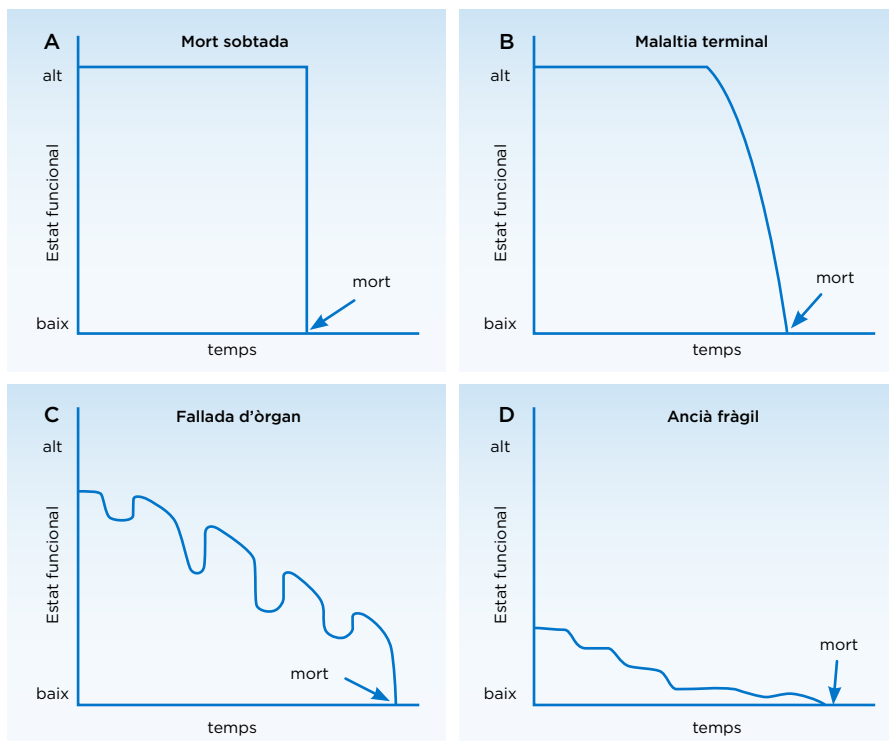 A
Mort sobtada
alt
Estat funcional
mort
baix
temps
B
Malaltia terminal
alt
Estat funcional
mort
baix
temps
C
Fallada d’òrgan
alt
Estat funcional
mort
baix
temps
D
Ancià fràgil
alt
Estat funcional
mort
baix
temps